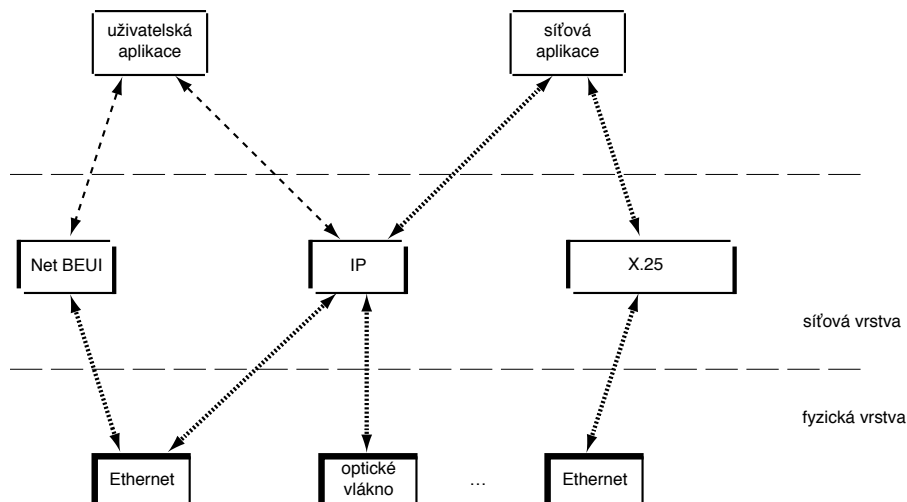 uživatelská
aplikace
síťová
aplikace
Net BEUI
IP
X.25
síťová vrstva
fyzická vrstva
Ethernet
optické
vlákno
...
Ethernet